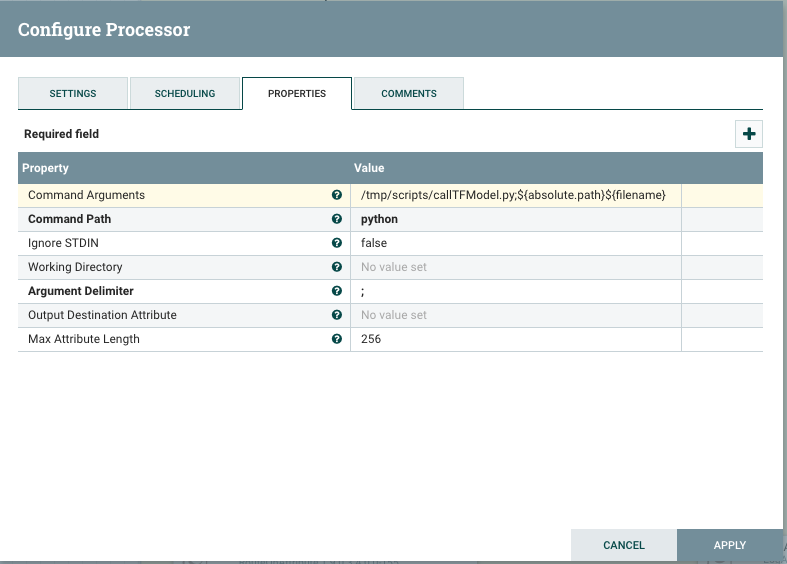 Configure Processor
SETTINGS SCHEDULING PROPERTIES COMMENTS
Required field
Property Value
Command Arguments /tmp/scripts/callTFModel.py;${absolute.path}${filename}
Command Path python
Ignore STDIN false
Working Directory No value set
Argument Delimiter ;
Output Destination Attribute No value set
Max Attribute Length 256
CANCEL APPLY